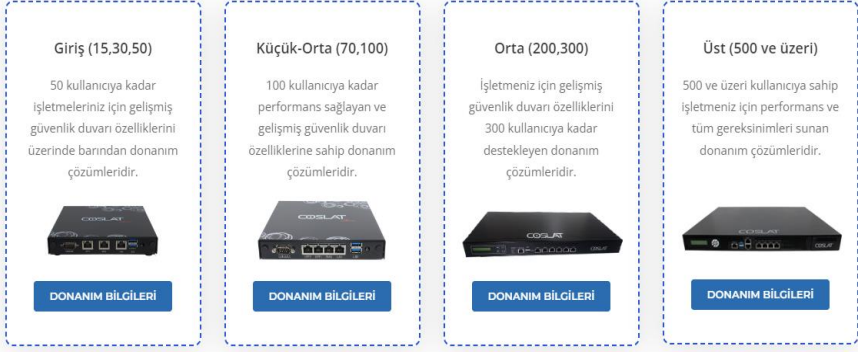 Giriş (15,30,50)
50 kullanıcıya kadar
işletmeleriniz için gelişmiş
güvenlik duvarı özelliklerini
üzerinde barından donanım
çözümleridir.
COSLAT
DONANIM BİLGİLERİ
Küçük-Orta (70,100)
100 kullanıcıya kadar
performans sağlayan ve
gelişmiş güvenlik duvarı
özelliklerine sahip donanım
çözümleridir.
COSLAT
DONANIM BİLGİLERİ
Orta (200,300)
İşletmeniz için gelişmiş
güvenlik duvarı özelliklerini
300 kullanıcıya kadar
destekleyen donanım
çözümleridir.
COSLAT
COSLAT
DONANIM BİLGİLERİ
Üst (500 ve üzeri)
500 ve üzeri kullanıcıya sahip
işletmeniz için performans ve
tüm gereksinimleri sunan
donanım çözümleridir.
COSLAT
COSLAT
DONANIM BİLGİLERİ